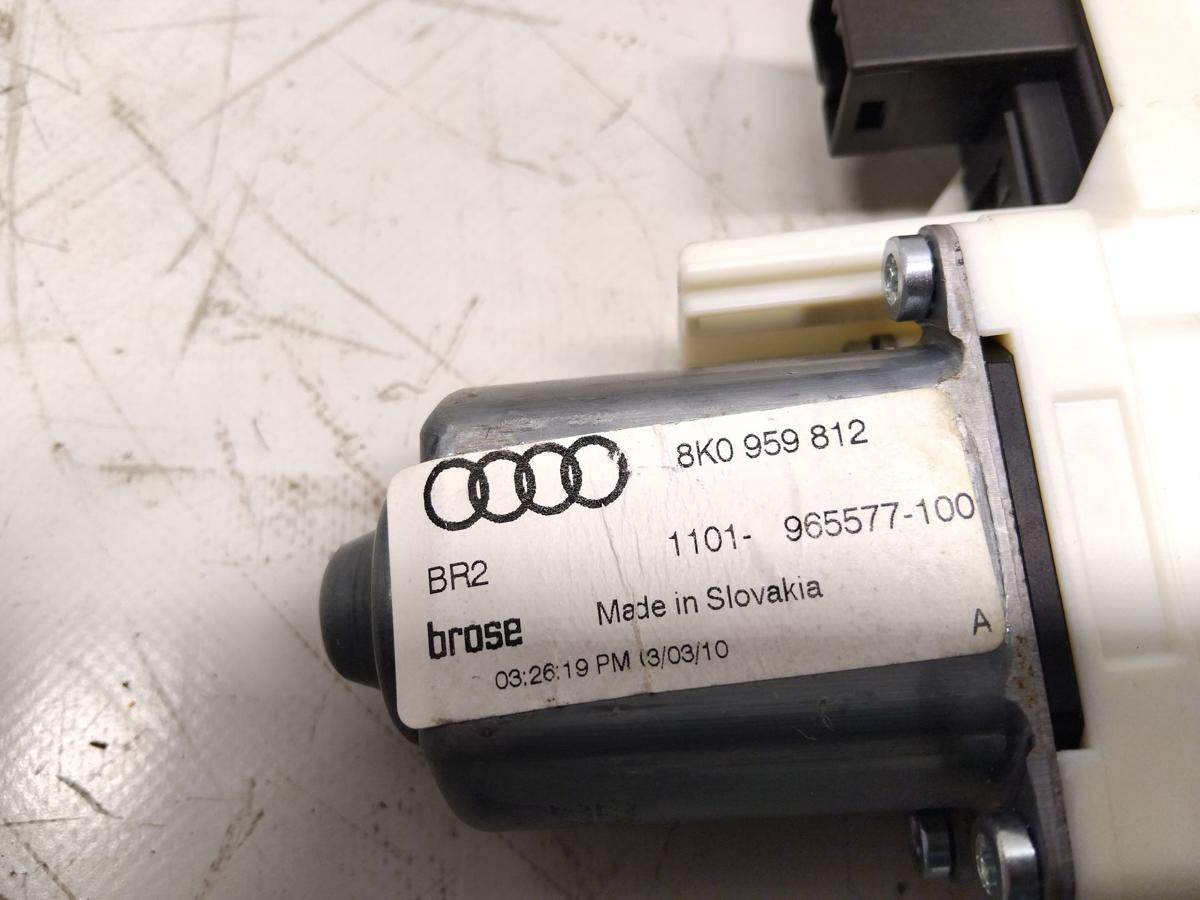 8K0 959 812
1101- 965577-100
BR2
Made in Slovakia
brose
A
03:26:19 PM 03/03/10